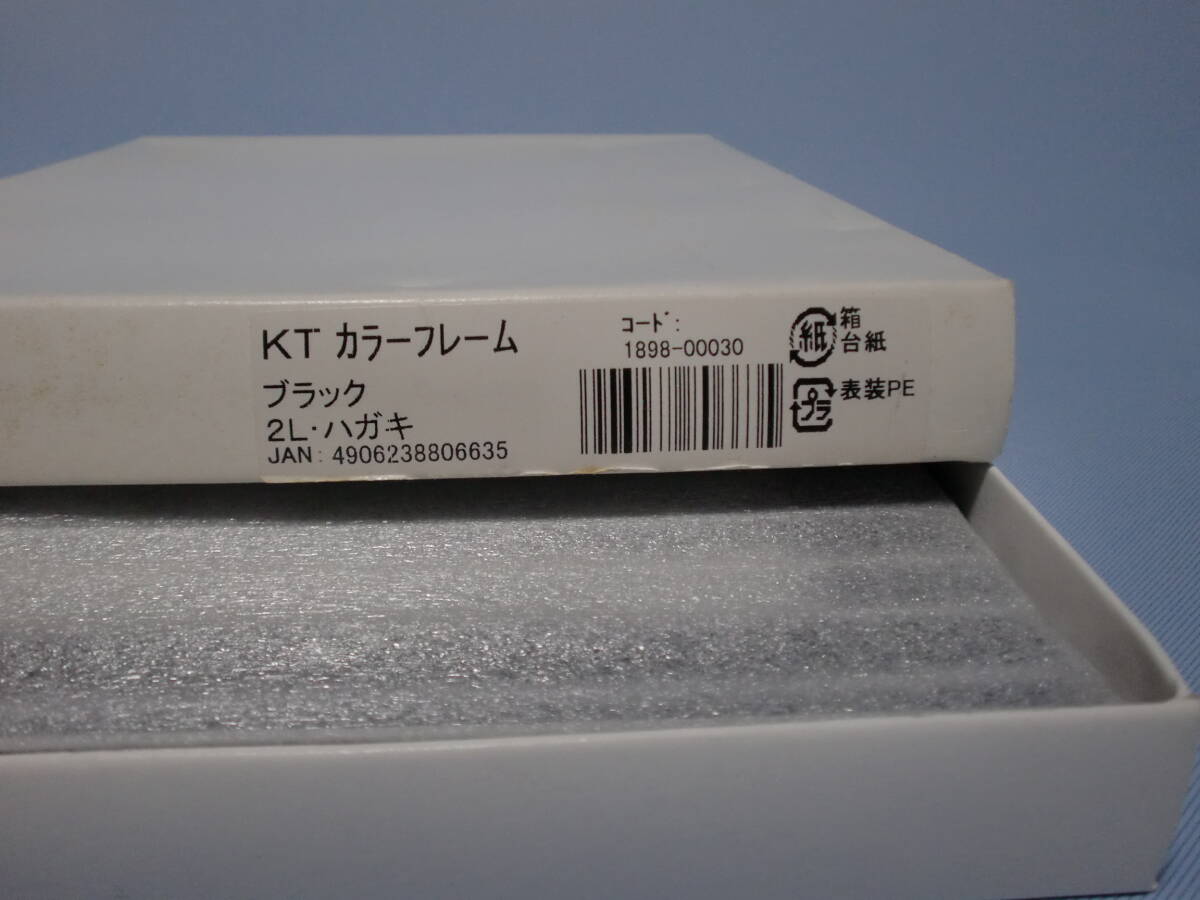 KT カラーフレーム
ブラック
2L・ハガキ
JAN: 4906238806635
コード:
1898-00030
紙
箱
台紙
プラ
表装PE